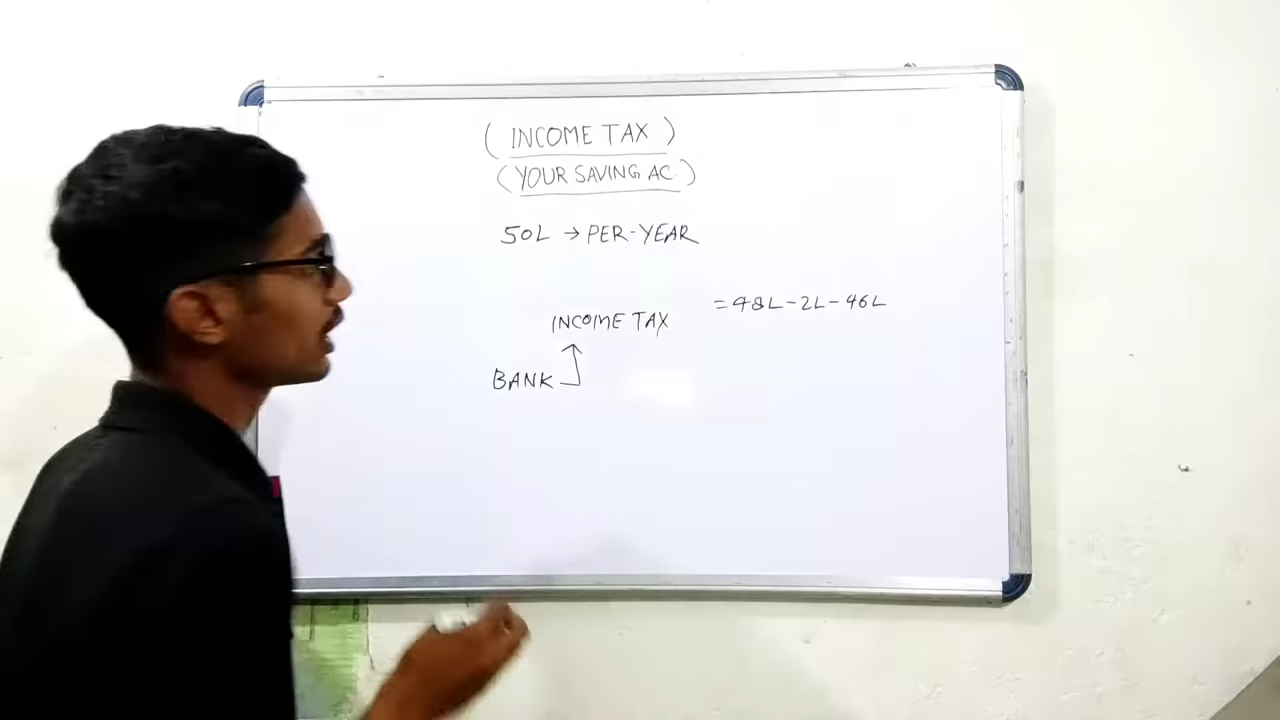 (INCOME TAX)
(YOUR SAVING AC.)
50L → PER-YEAR
= 48L - 2L - 46L
INCOME TAX
BANK